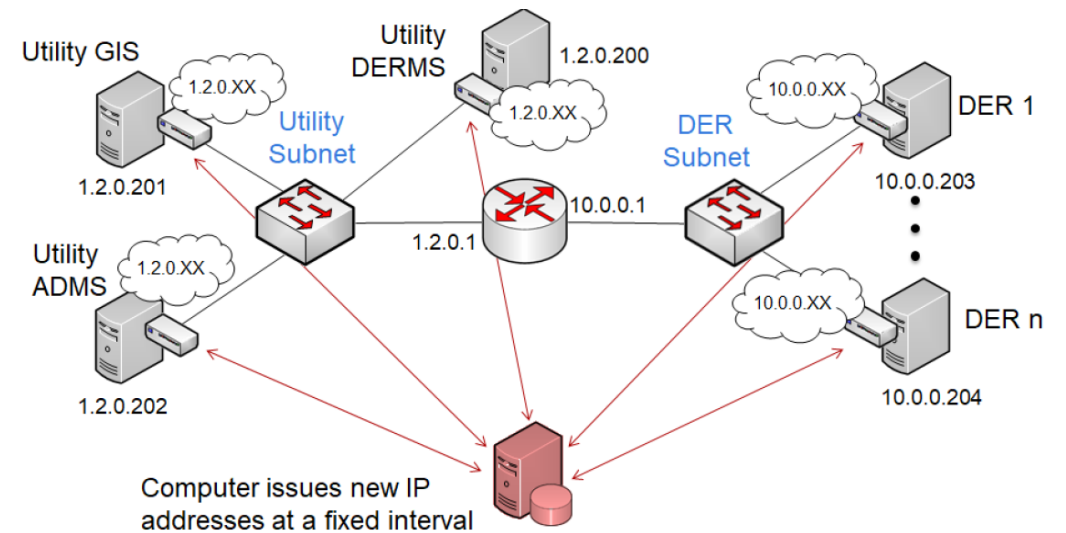 Utility GIS
1.2.0.XX
1.2.0.201
Utility
Subnet
Utility
DERMS
1.2.0.200
1.2.0.XX
DER
Subnet
10.0.0.XX
DER 1
10.0.0.203
1.2.0.1
10.0.0.1
Utility
ADMS
1.2.0.XX
1.2.0.202
10.0.0.XX
DER n
10.0.0.204
Computer issues new IP
addresses at a fixed interval